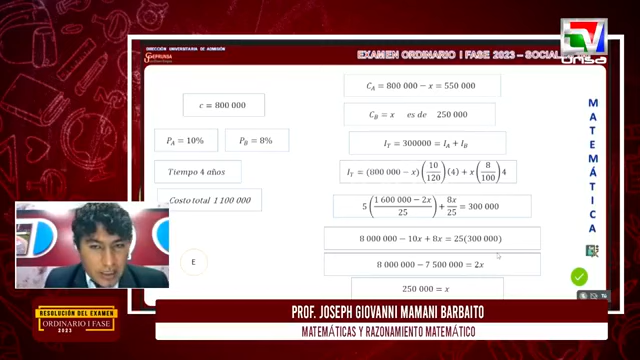 DIRECCIÓN UNIVERSITARIA DE ADMISIÓN
EXAMEN ORDINARIO I FASE 2023 – SOCIALES
TV
UNSA
c = 800 000
P_A = 10%
P_B = 8%
Tiempo 4 años
Costo total 1 100 000
E
C_A = 800 000 − x = 550 000
C_B = x es de 250 000
I_T = 300000 = I_A + I_B
I_T = (800 000 − x) (10/120) (4) + x (8/100) 4
5 ((1 600 000 − 2x)/25) + 8x/25 = 300 000
8 000 000 − 10x + 8x = 25(300 000)
8 000 000 − 7 500 000 = 2x
250 000 = x
MATEMÁTICA
RESOLUCIÓN DEL EXAMEN
ORDINARIO I FASE
2023
PROF. JOSEPH GIOVANNI MAMANI BARBAITO
MATEMÁTICAS Y RAZONAMIENTO MATEMÁTICO